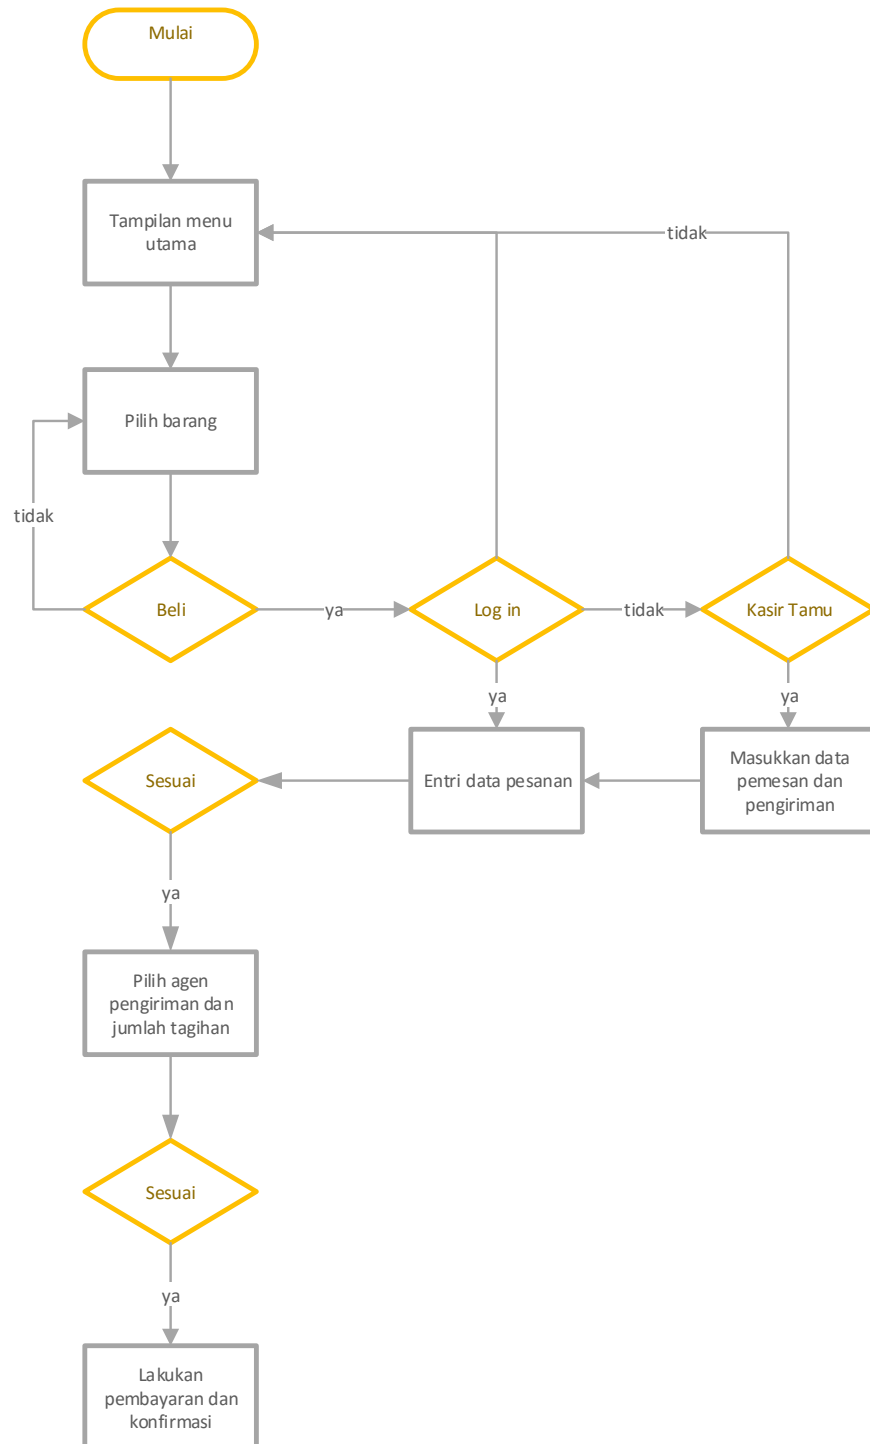 Mulai
Tampilan menu
utama
tidak
Pilih barang
tidak
Beli
ya
Log in
tidak
Kasir Tamu
ya
ya
Sesuai
Entri data pesanan
Masukkan data
pemesan dan
pengiriman
ya
Pilih agen
pengiriman dan
jumlah tagihan
Sesuai
ya
Lakukan
pembayaran dan
konfirmasi